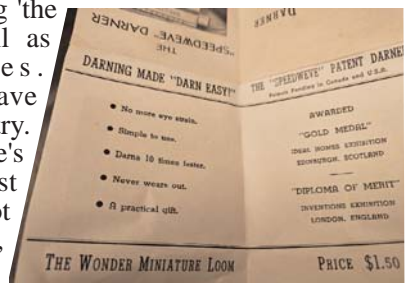 g 'the
ll as
e s .
ave
ry.
e's
st
ot
,
DARNER
"SPEEDWEVE"
THE
DARNER
DARNING MADE "DARN EASY!"
• No more eye strain.
• Simple to use.
• Darns 10 times faster.
• Never wears out.
• A practical gift.
THE WONDER MINIATURE LOOM
THE "SPEEDWEVE" PATENT DARNE
Patent Pending in Canada and U.S.A.
AWARDED
"GOLD MEDAL"
IDEAL HOMES EXHIBITION
EDINBURGH, SCOTLAND
"DIPLOMA OF MERIT"
INVENTIONS EXHIBITION
LONDON, ENGLAND
PRICE $1.50